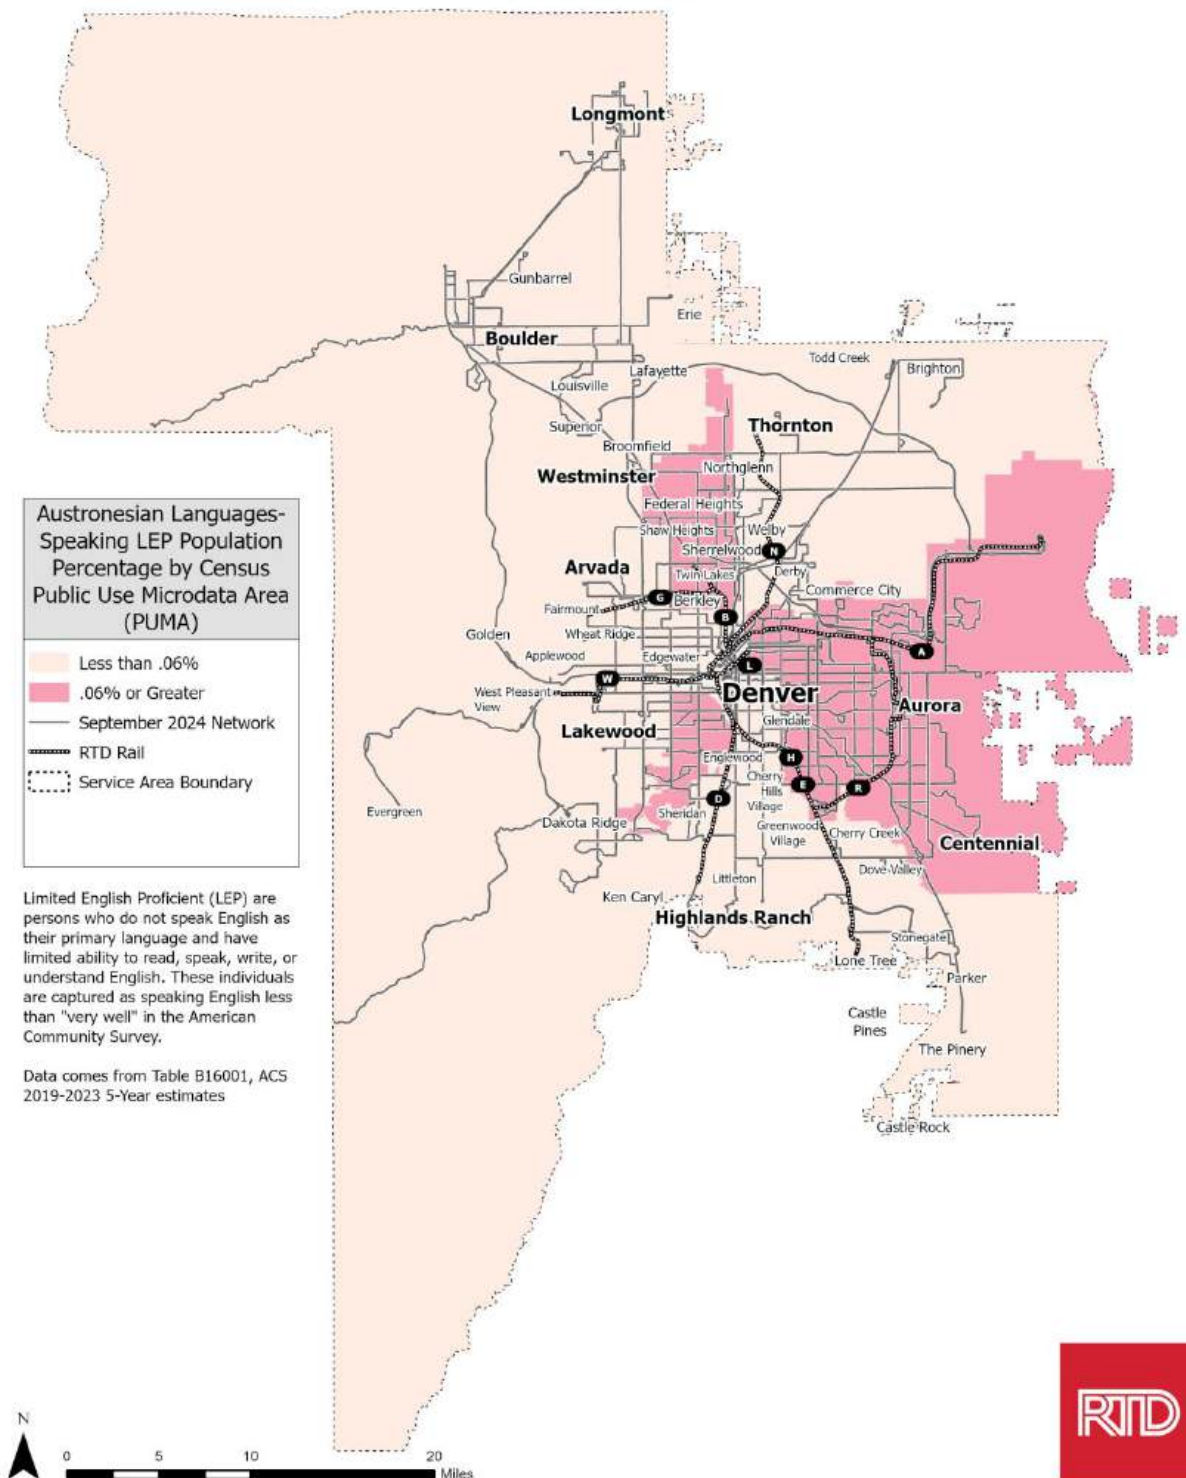 Longmont
Gunbarrel
Erie
Boulder
Todd Creek
Brighton
Lafayette
Louisville
Superior
Thornton
Broomfield
Northglenn
Westminster
Federal Heights
Shaw Heights
Welby
Sherrelwood
N
Arvada
Twin Lakes
Derby
Commerce City
G
Berkley
Fairmount
B
Golden
Wheat Ridge
Applewood
Edgewater
A
L
W
West Pleasant
View
Denver
Aurora
Glendale
Lakewood
Englewood
H
Cherry
Hills
Village
E
R
D
Evergreen
Sheridan
Dakota Ridge
Greenwood
Village
Cherry Creek
Centennial
Dove Valley
Littleton
Ken Caryl
Highlands Ranch
Stonegate
Lone Tree
Parker
Castle
Pines
The Pinery
Castle Rock
Austronesian Languages-
Speaking LEP Population
Percentage by Census
Public Use Microdata Area
(PUMA)
Less than .06%
.06% or Greater
September 2024 Network
RTD Rail
Service Area Boundary
Limited English Proficient (LEP) are
persons who do not speak English as
their primary language and have
limited ability to read, speak, write, or
understand English. These individuals
are captured as speaking English less
than "very well" in the American
Community Survey.
Data comes from Table B16001, ACS
2019-2023 5-Year estimates
N
0 5 10 20
Miles
RTD